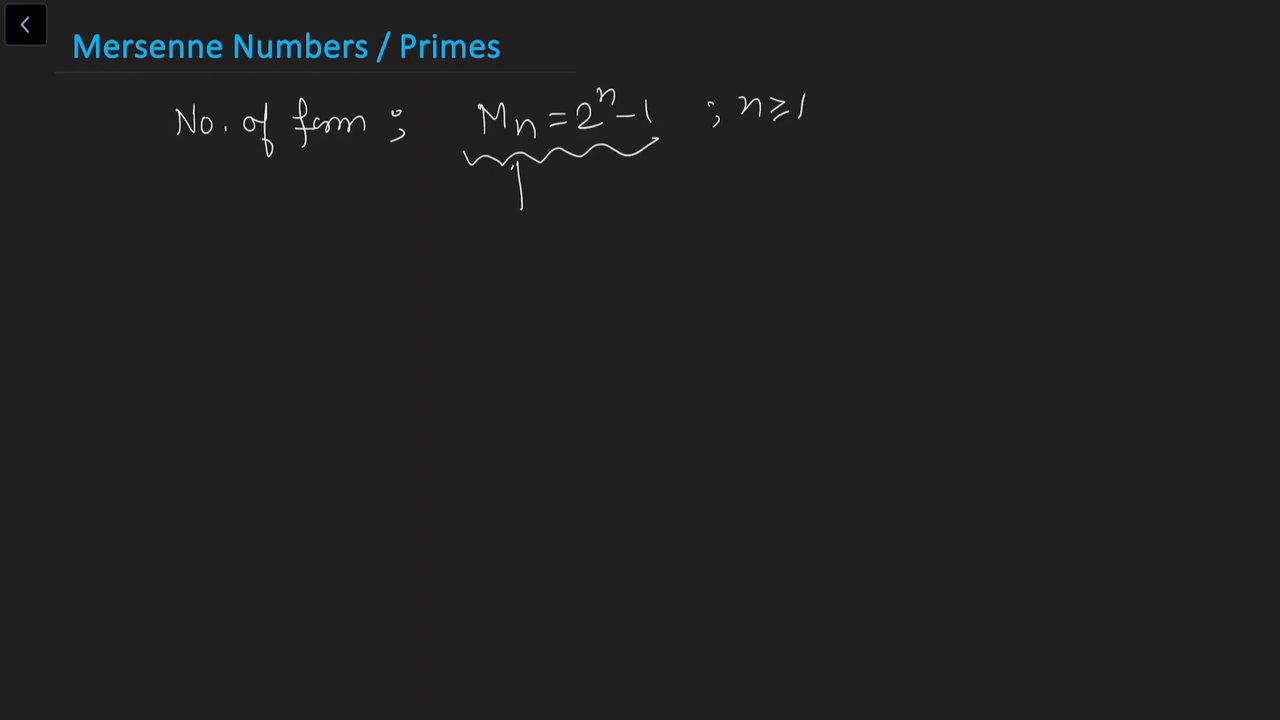 Mersenne Numbers / Primes
No. of form ; Mn = 2^n - 1 ; n ≥ 1